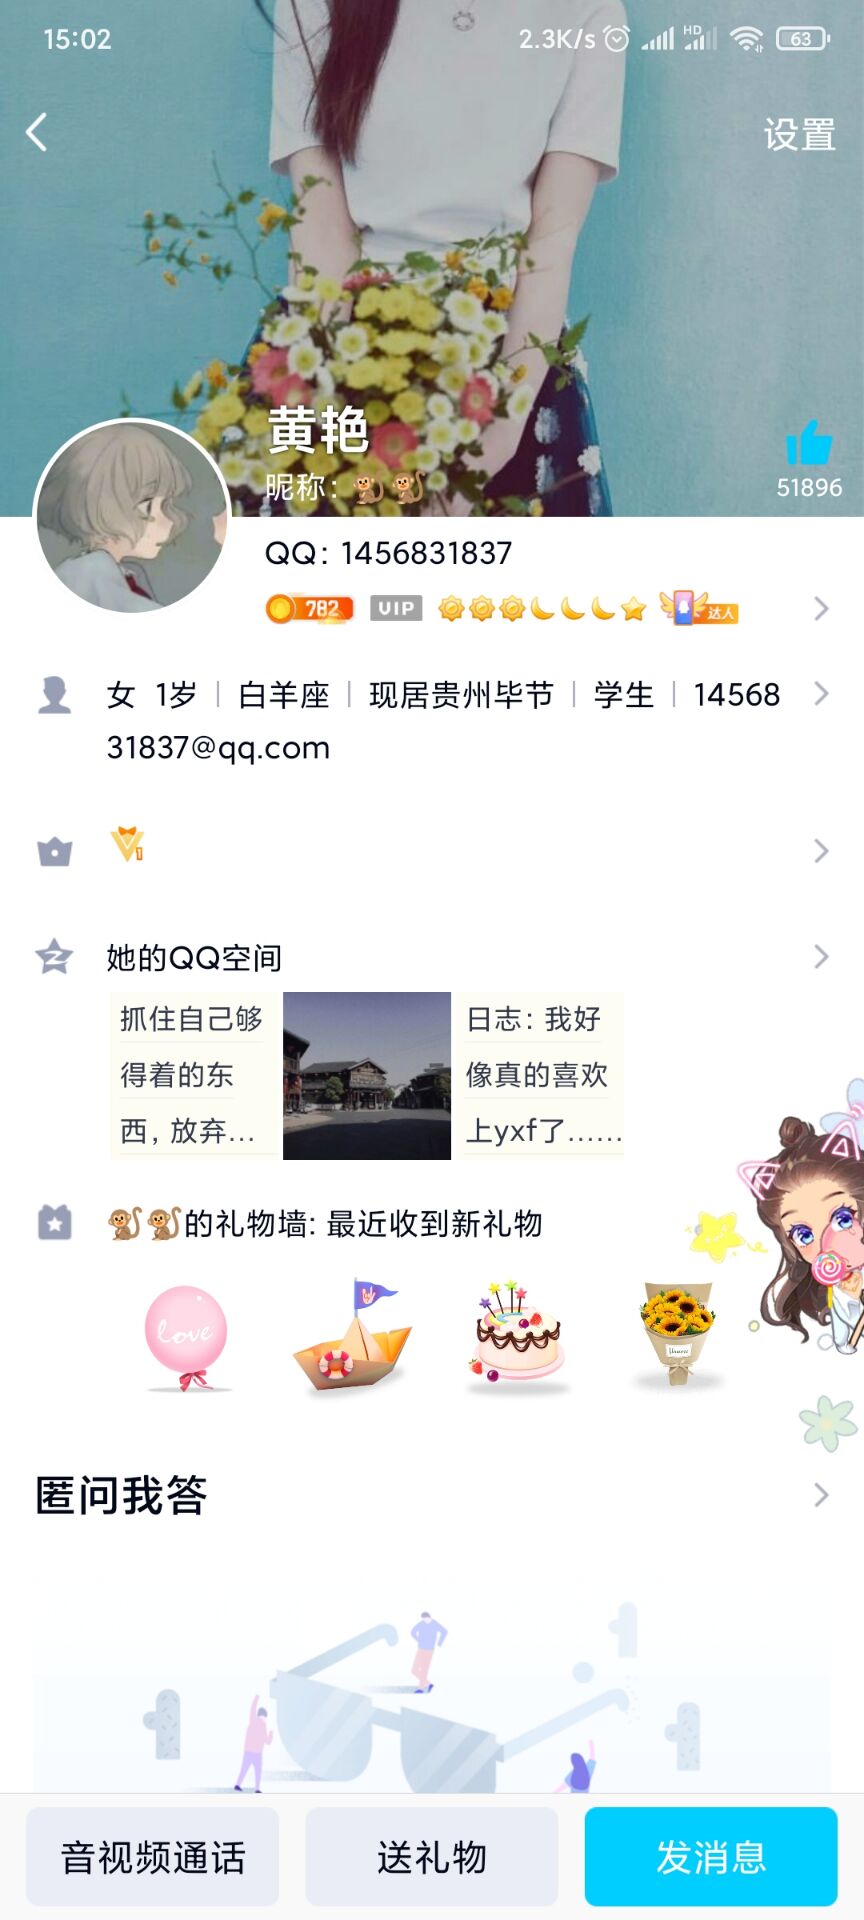 15:02
2.3K/s
HD
63
设置
黄艳
昵称：🐒🐒
51896
QQ：1456831837
782
VIP
达人
女 1岁 | 白羊座 | 现居贵州毕节 | 学生 | 14568
31837@qq.com
1
她的QQ空间
抓住自己够
得着的东
西，放弃...
日志：我好
像真的喜欢
上yxf了......
🐒🐒的礼物墙: 最近收到新礼物
love
匿问我答
音视频通话
送礼物
发消息